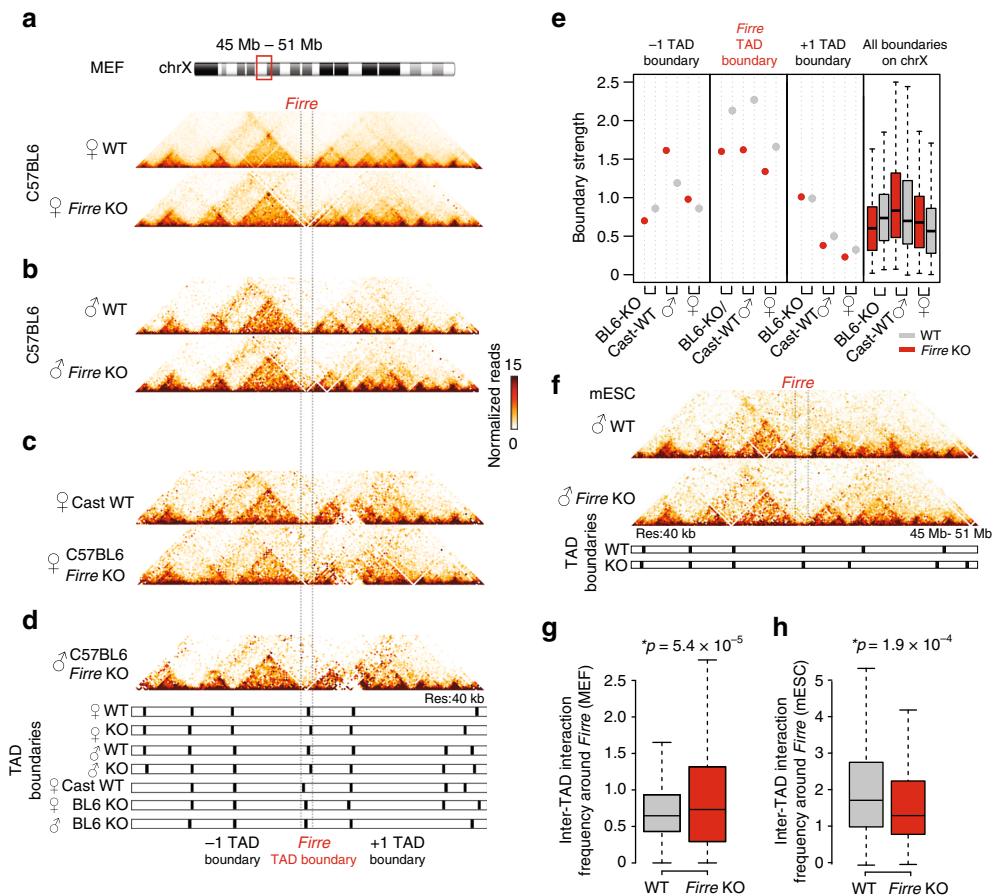 a
45 Mb – 51 Mb
MEF
chrX
Firre
C57BL6
♀ WT
♀ Firre KO
b
C57BL6
♂ WT
♂ Firre KO
Normalized reads
15
0
c
♀ Cast WT
♀ C57BL6
Firre KO
d
♂ C57BL6
Firre KO
Res:40 kb
TAD
boundaries
♀ WT
♀ KO
♂ WT
♂ KO
♀ Cast WT
♀ BL6 KO
♂ BL6 KO
–1 TAD
boundary
Firre
TAD boundary
+1 TAD
boundary
e
–1 TAD
boundary
Firre
TAD
boundary
+1 TAD
boundary
All boundaries
on chrX
Boundary strength
2.5
2.0
1.5
1.0
0.5
0
BL6-KO
Cast-WT
♂
♀
BL6-KO/
Cast-WT
♂
♀
BL6-KO
Cast-WT
♂
♀
BL6-KO
Cast-WT
♂
♀
WT
Firre KO
f
Firre
mESC
♂ WT
♂ Firre KO
Res:40 kb
45 Mb- 51 Mb
TAD
boundaries
WT
KO
g
*p = 5.4 × 10–5
Inter-TAD interaction
frequency around Firre (MEF)
2.5
2.0
1.5
1.0
0.5
0.0
WT
Firre KO
h
*p = 1.9 × 10–4
Inter-TAD interaction
frequency around Firre (mESC)
5
4
3
2
1
0
WT
Firre KO